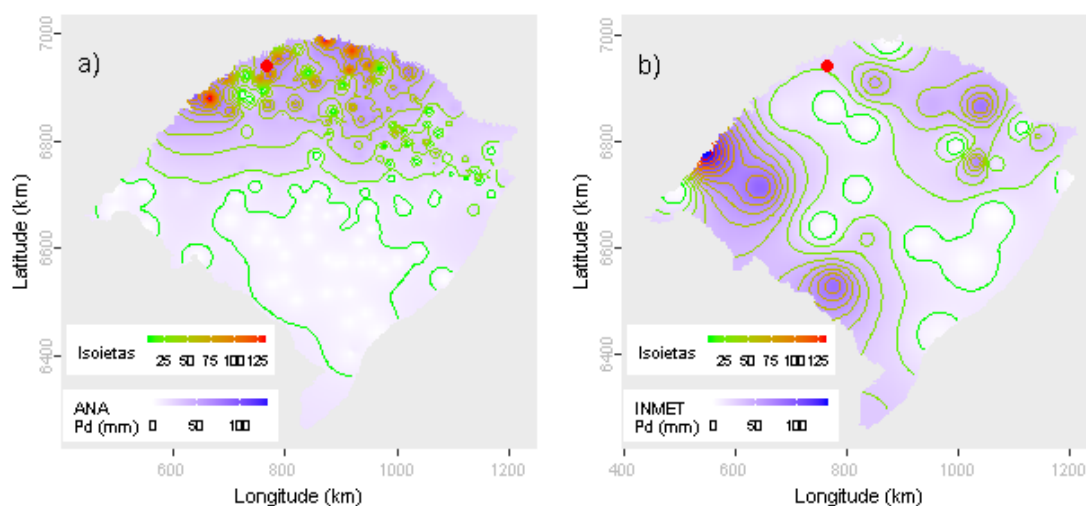 a)
7000
6800
6600
6400
Latitude (km)
Isoietas
25 50 75 100 125
ANA
Pd (mm) 0 50 100
600 800 1000 1200
Longitude (km)
b)
7000
6800
6600
6400
Latitude (km)
Isoietas
25 50 75 100 125
INMET
Pd (mm) 0 50 100
400 600 800 1000 1200
Longitude (km)